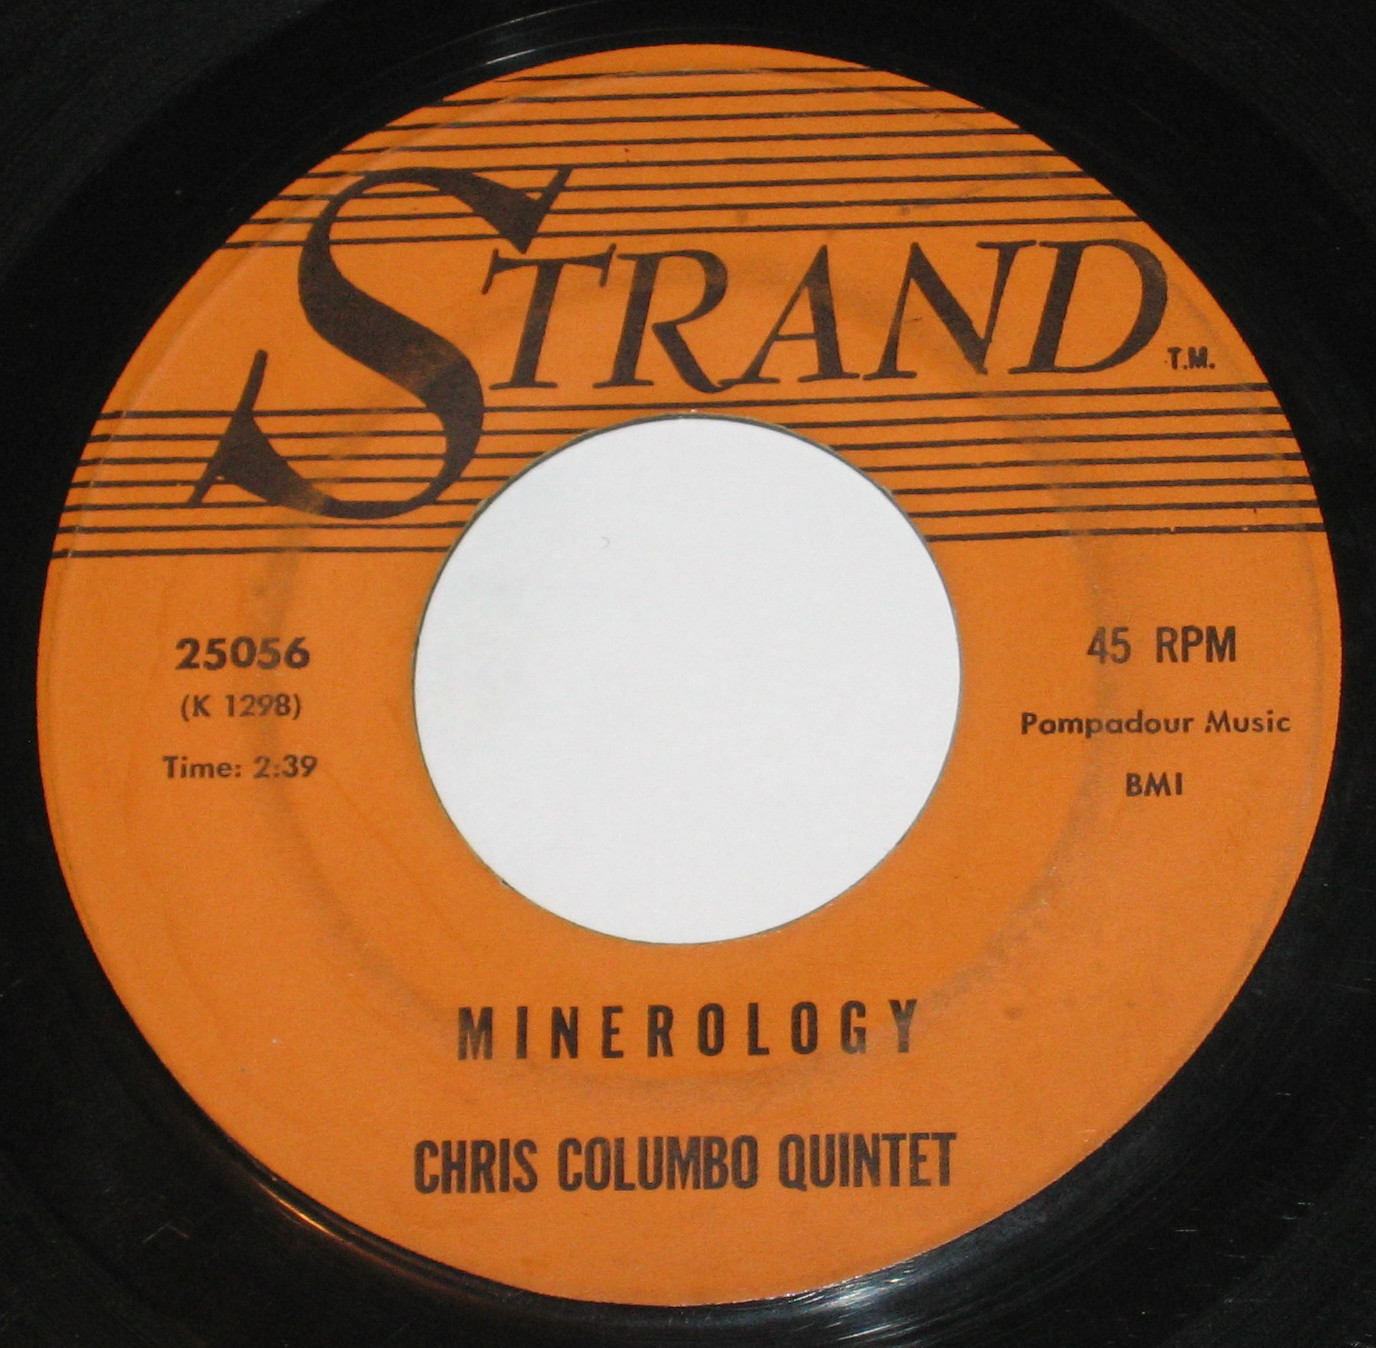 STRAND T.M.
25056
(K 1298)
Time: 2:39
45 RPM
Pompadour Music
BMI
MINEROLOGY
CHRIS COLUMBO QUINTET